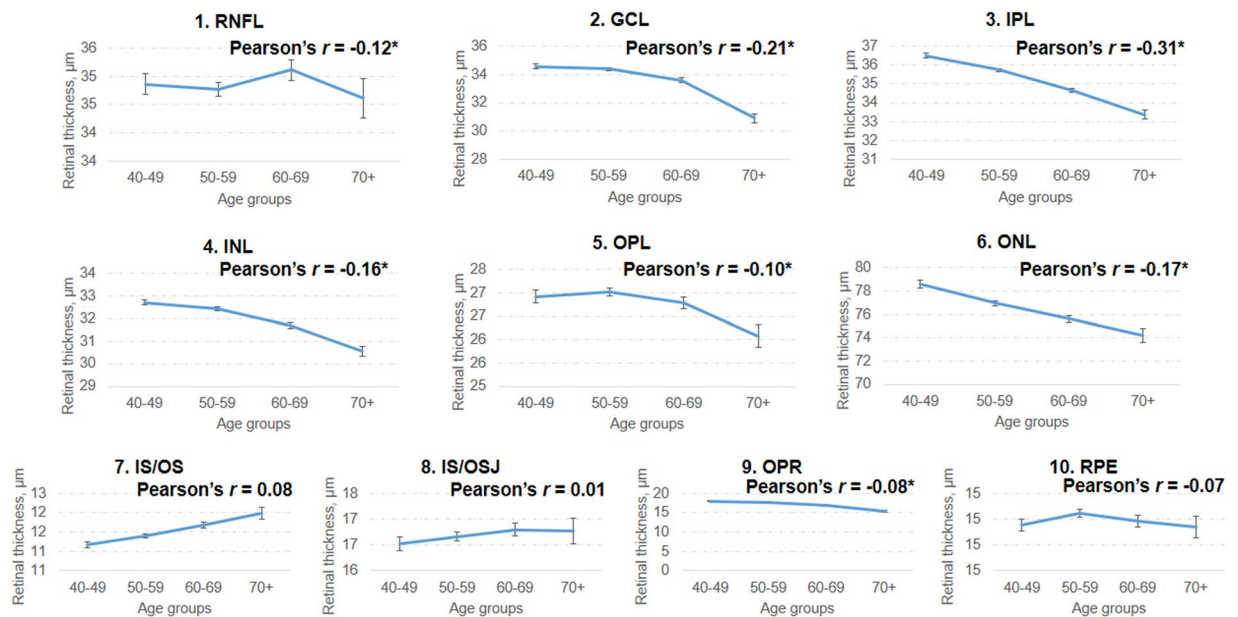 1. RNFL
Pearson's r = -0.12*
Retinal thickness, µm
36
35
35
34
34
40-49 50-59 60-69 70+
Age groups
2. GCL
Pearson's r = -0.21*
Retinal thickness, µm
36
34
32
30
28
40-49 50-59 60-69 70+
Age groups
3. IPL
Pearson's r = -0.31*
Retinal thickness, µm
37
36
35
34
33
32
31
40-49 50-59 60-69 70+
Age groups
4. INL
Pearson's r = -0.16*
Retinal thickness, µm
34
33
32
31
30
29
40-49 50-59 60-69 70+
Age groups
5. OPL
Pearson's r = -0.10*
Retinal thickness, µm
28
27
27
26
26
25
40-49 50-59 60-69 70+
Age groups
6. ONL
Pearson's r = -0.17*
Retinal thickness, µm
80
78
76
74
72
70
40-49 50-59 60-69 70+
Age groups
7. IS/OS
Pearson's r = 0.08
Retinal thickness, µm
13
12
11
11
40-49 50-59 60-69 70+
Age groups
8. IS/OSJ
Pearson's r = 0.01
Retinal thickness, µm
18
17
17
16
40-49 50-59 60-69 70+
Age groups
9. OPR
Pearson's r = -0.08*
Retinal thickness, µm
20
15
10
5
0
40-49 50-59 60-69 70+
Age groups
10. RPE
Pearson's r = -0.07
Retinal thickness, µm
15
15
15
15
40-49 50-59 60-69 70+
Age groups